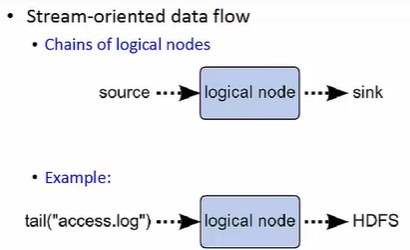 • Stream-oriented data flow
• Chains of logical nodes
source logical node sink
• Example:
tail("access.log") logical node HDFS